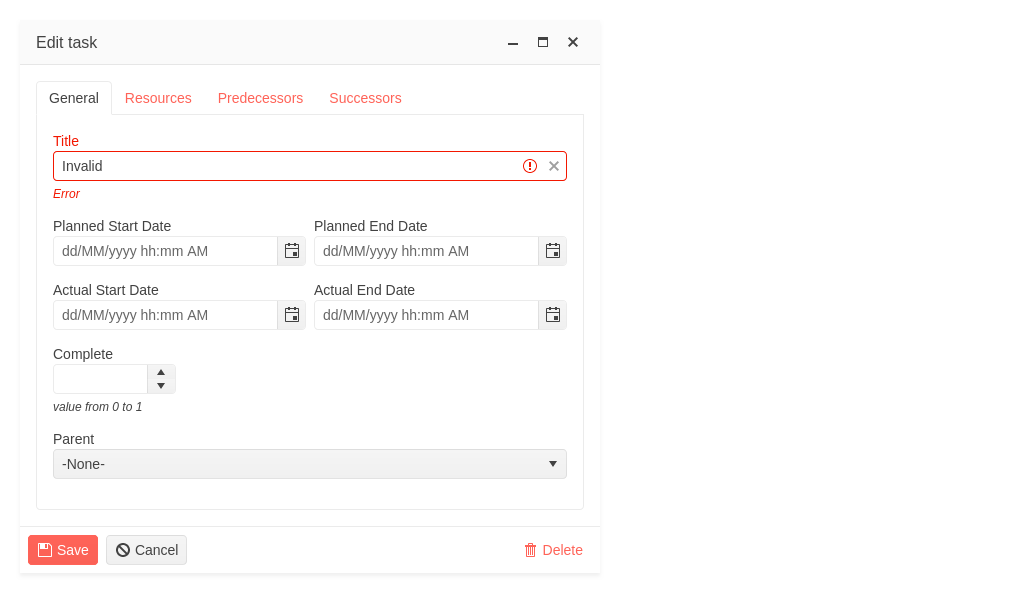 Edit task
General Resources Predecessors Successors
Title
Invalid
Error
Planned Start Date Planned End Date
dd/MM/yyyy hh:mm AM dd/MM/yyyy hh:mm AM
Actual Start Date Actual End Date
dd/MM/yyyy hh:mm AM dd/MM/yyyy hh:mm AM
Complete
value from 0 to 1
Parent
-None-
Save Cancel Delete